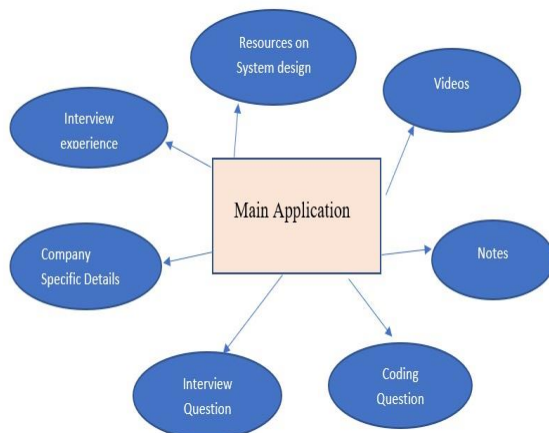 Resources on
System design
Videos
Interview
experience
Main Application
Company
Specific Details
Notes
Interview
Question
Coding
Question